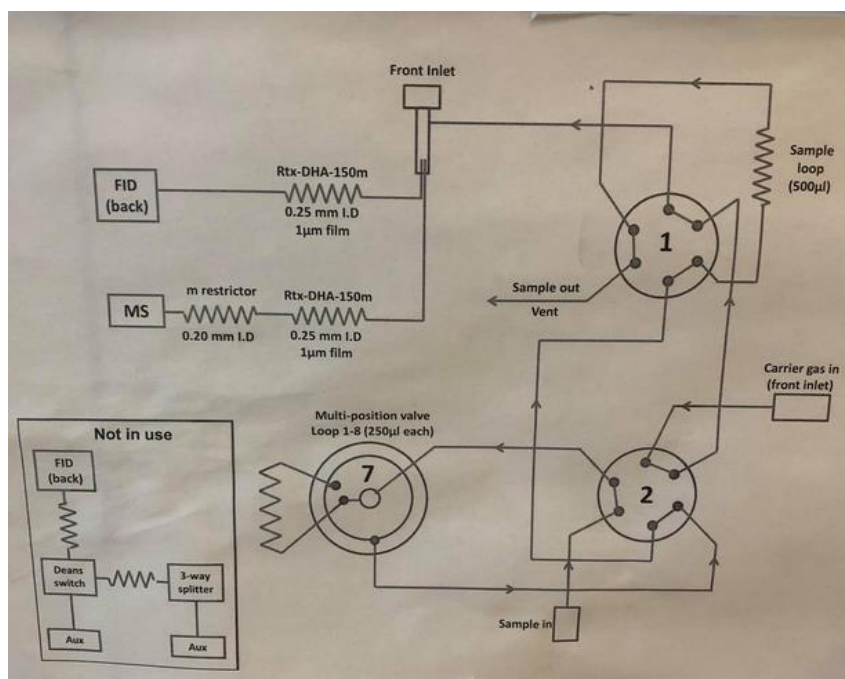 Front Inlet
Rtx-DHA-150m
FID
(back)
0.25 mm I.D
1µm film
m restrictor
Rtx-DHA-150m
MS
0.20 mm I.D
0.25 mm I.D
1µm film
Sample
loop
(500µl)
1
Sample out
Vent
Carrier gas in
(front inlet)
Multi-position valve
Loop 1-8 (250µl each)
7
2
Sample in
Not in use
FID
(back)
Deans
switch
3-way
splitter
Aux
Aux